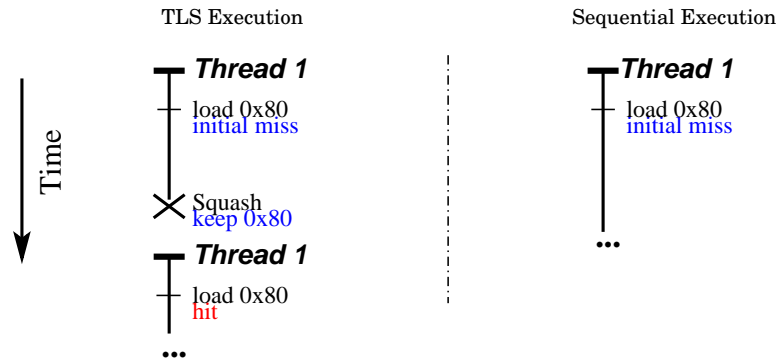 TLS Execution
Sequential Execution
Time
Thread 1
load 0x80
initial miss
Squash
keep 0x80
Thread 1
load 0x80
hit
...
Thread 1
load 0x80
initial miss
...